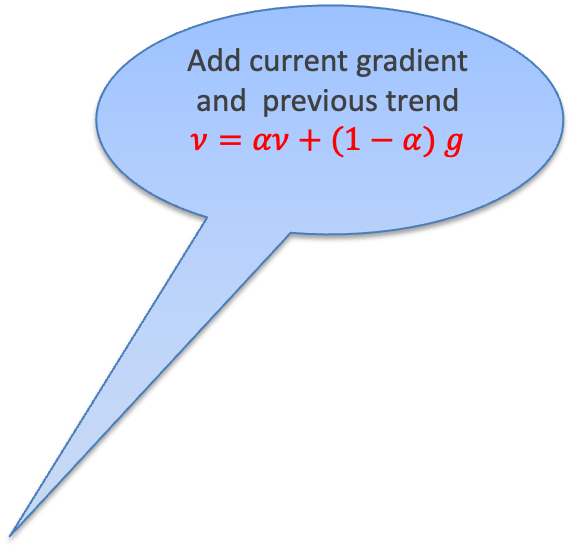 Add current gradient
and previous trend
ν = αν + (1 − α) g